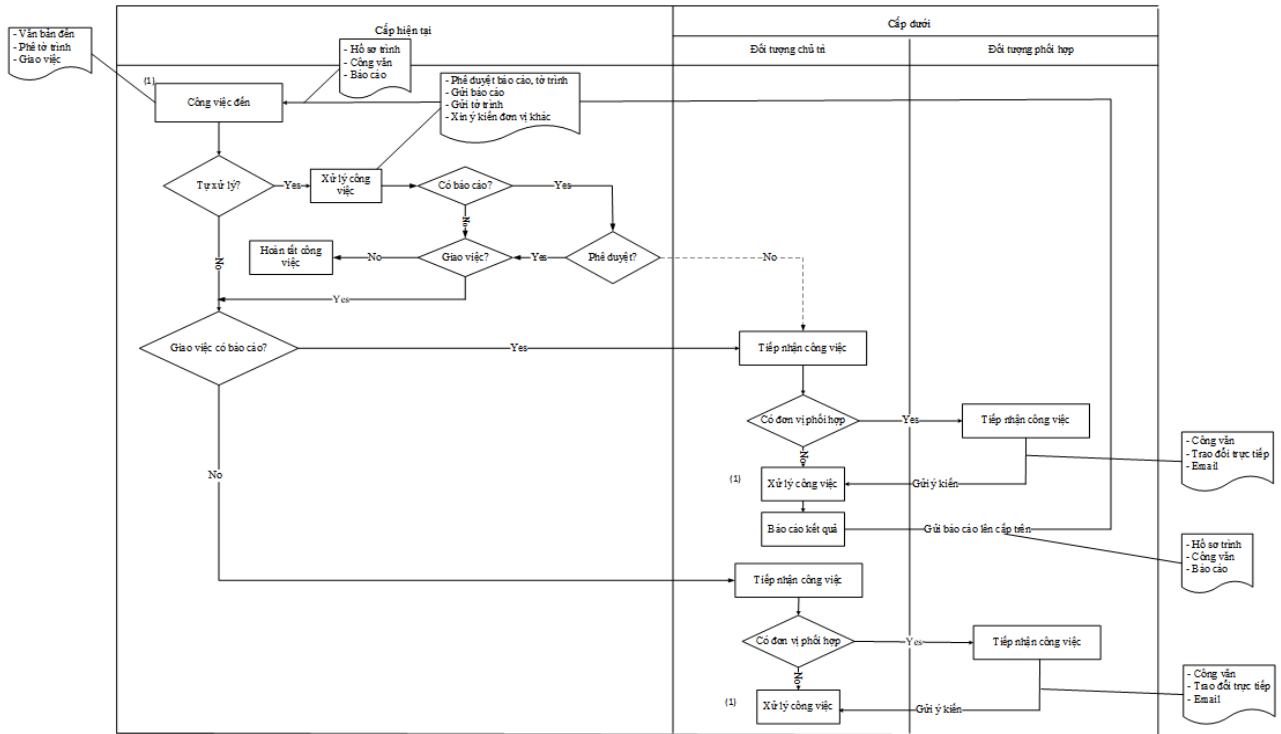 Cấp hiện tại
Cấp dưới
Đối tượng chủ trì
Đối tượng phối hợp
- Văn bản đến
- Phê tờ trình
- Giao việc
- Hồ sơ trình
- Công văn
- Báo cáo
(1)
Công việc đến
- Phê duyệt báo cáo, tờ trình
- Gửi báo cáo
- Gửi tờ trình
- Xin ý kiến đơn vị khác
Tự xử lý?
Yes
Xử lý công
việc
Có báo cáo?
Yes
No
Hoàn tất công
việc
No
Giao việc?
Yes
Phê duyệt?
No
No
Yes
Giao việc có báo cáo?
Yes
Tiếp nhận công việc
Có đơn vị phối hợp
Yes
Tiếp nhận công việc
- Công văn
- Trao đổi trực tiếp
- Email
No
No
(1)
Xử lý công việc
Gửi ý kiến
Báo cáo kết quả
Gửi báo cáo lên cấp trên
- Hồ sơ trình
- Công văn
- Báo cáo
Tiếp nhận công việc
Có đơn vị phối hợp
Yes
Tiếp nhận công việc
No
- Công văn
- Trao đổi trực tiếp
- Email
(1)
Xử lý công việc
Gửi ý kiến